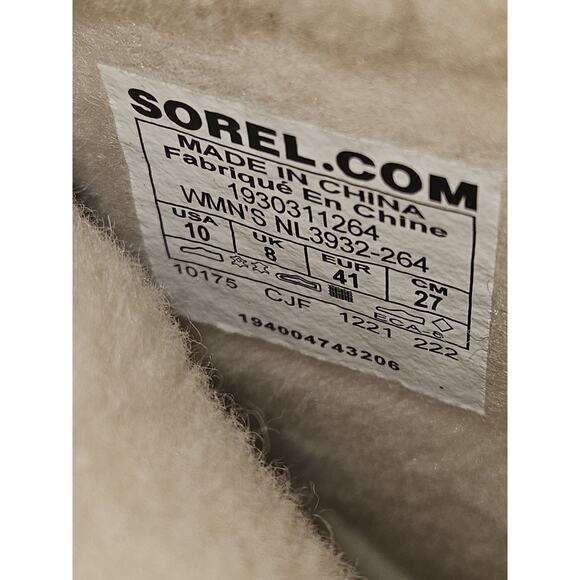 SOREL.COM
MADE IN CHINA
Fabriqué En Chine
1930311264
WMN'S NL3932-264
USA UK EUR CM
10 8 41 27
ECA-e
10175 CJF 1221 222
194004743206